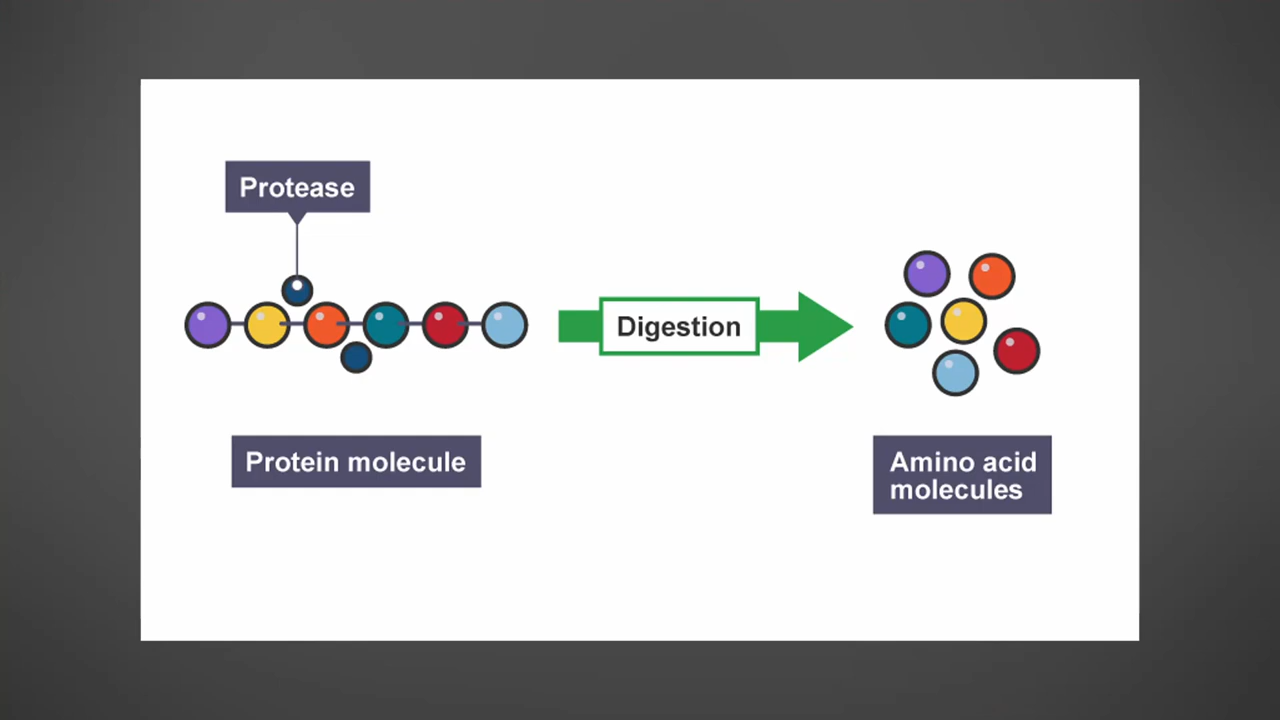 Protease
Digestion
Protein molecule
Amino acid
molecules